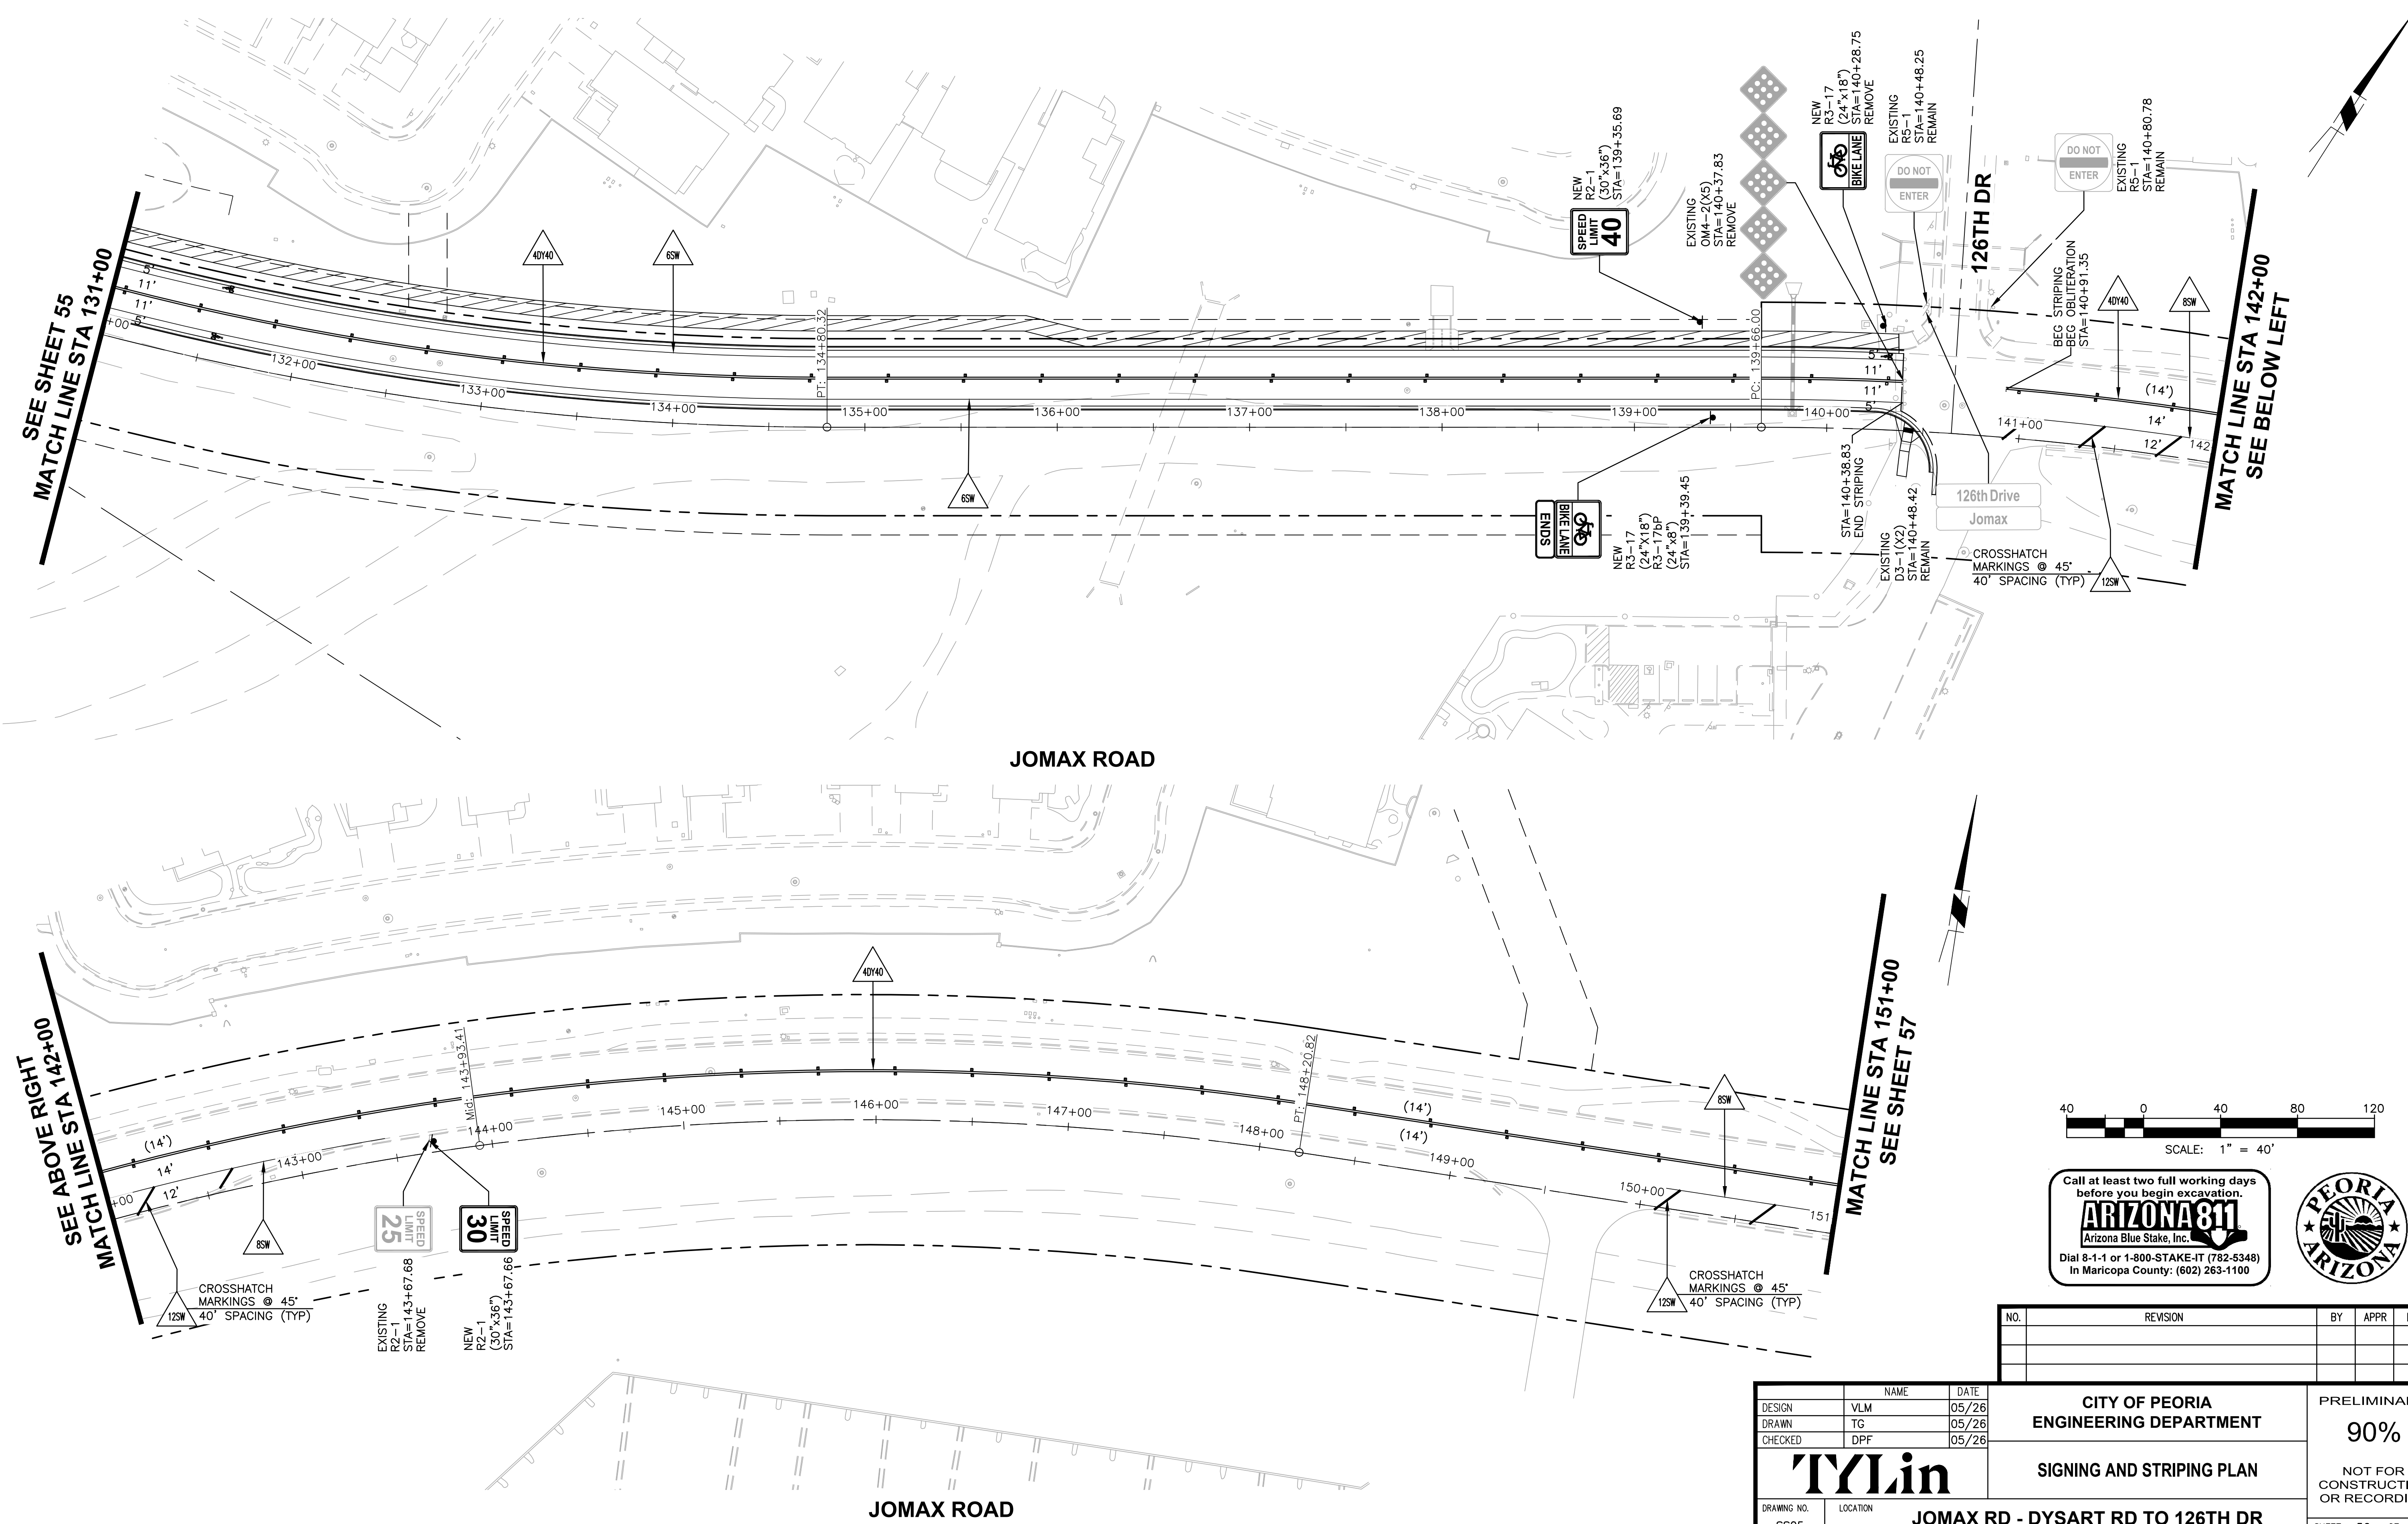 SEE SHEET 55
MATCH LINE STA 131+00
5'
11'
11'
5'
+00
132+00
133+00
134+00
135+00
136+00
137+00
138+00
139+00
140+00
141+00
142
4DY40
6SW
6SW
PT: 134+80.32
PC: 139+66.00
NEW
R2-1
(30"x36")
STA=139+35.69
SPEED
LIMIT
40
EXISTING
OM4-2(X5)
STA=140+37.83
REMOVE
NEW
R3-17
(24"x18")
STA=140+28.75
REMOVE
BIKE LANE
EXISTING
R5-1
STA=140+48.25
REMAIN
DO NOT
ENTER
126TH DR
DO NOT
ENTER
EXISTING
R5-1
STA=140+80.78
REMAIN
BEG STRIPING
BEG OBLITERATION
STA=140+91.35
4DY40
8SW
5'
11'
11'
5'
(14')
14'
12'
MATCH LINE STA 142+00
SEE BELOW LEFT
BIKE LANE
ENDS
NEW
R3-17
(24"X18")
R3-17bP
(24"x8")
STA=139+39.45
STA=140+38.83
END STRIPING
EXISTING
D3-1(X2)
STA=140+48.42
REMAIN
126th Drive
Jomax
CROSSHATCH
MARKINGS @ 45°
40' SPACING (TYP)
12SW
JOMAX ROAD
SEE ABOVE RIGHT
MATCH LINE STA 142+00
(14')
14'
12'
+00
143+00
144+00
145+00
146+00
147+00
148+00
149+00
150+00
151
4DY40
Mid: 143+93.41
PT: 148+20.82
(14')
(14')
8SW
8SW
MATCH LINE STA 151+00
SEE SHEET 57
SPEED
LIMIT
25
SPEED
LIMIT
30
EXISTING
R2-1
STA=143+67.68
REMOVE
NEW
R2-1
(30"x36")
STA=143+67.66
12SW
CROSSHATCH
MARKINGS @ 45°
40' SPACING (TYP)
12SW
CROSSHATCH
MARKINGS @ 45°
40' SPACING (TYP)
JOMAX ROAD
40 0 40 80 120
SCALE: 1" = 40'
Call at least two full working days
before you begin excavation.
ARIZONA 811
Arizona Blue Stake, Inc.
Dial 8-1-1 or 1-800-STAKE-IT (782-5348)
In Maricopa County: (602) 263-1100
PEORIA
ARIZONA
NO. REVISION BY APPR
NAME DATE
DESIGN VLM 05/26
DRAWN TG 05/26
CHECKED DPF 05/26
TYLin
CITY OF PEORIA
ENGINEERING DEPARTMENT
SIGNING AND STRIPING PLAN
PRELIMINA
90%
NOT FOR
CONSTRUCT
OR RECORD
DRAWING NO.
LOCATION
JOMAX RD - DYSART RD TO 126TH DR